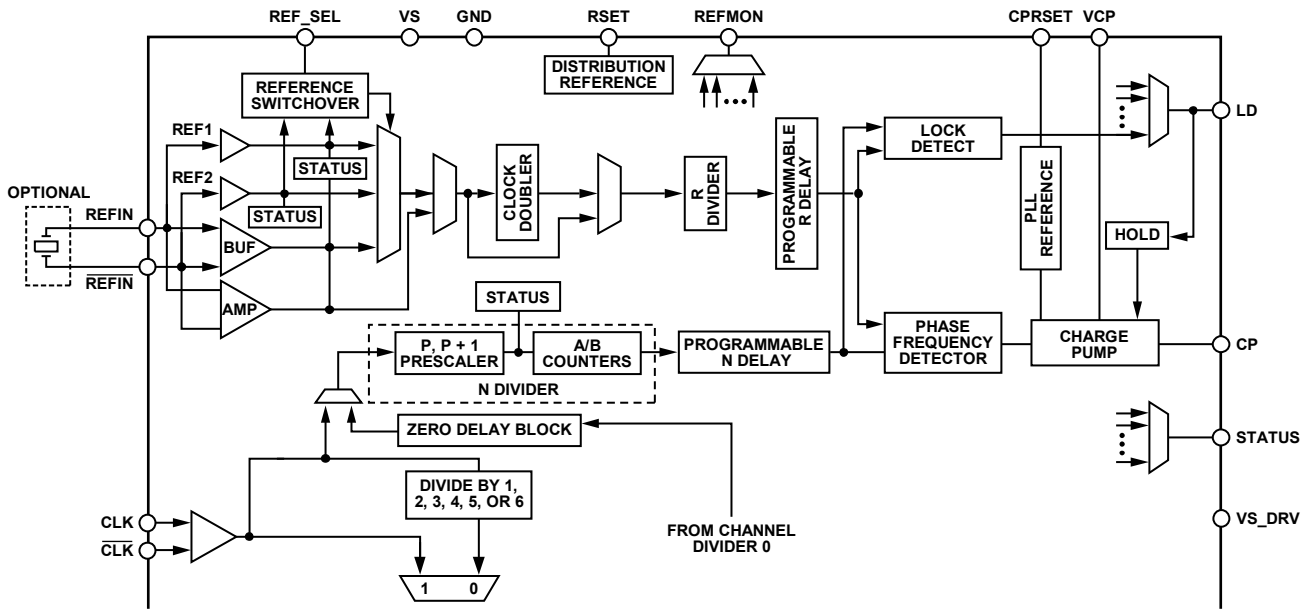 REF_SEL VS GND RSET REFMON CPRSET VCP
DISTRIBUTION
REFERENCE
REFERENCE
SWITCHOVER
LD
REF1
STATUS
LOCK
DETECT
REF2
STATUS
CLOCK
DOUBLER
R
DIVIDER
PROGRAMMABLE
R DELAY
PLL
REFERENCE
OPTIONAL
REFIN
REFIN
BUF
AMP
HOLD
STATUS
P, P + 1
PRESCALER
A/B
COUNTERS
N DIVIDER
PROGRAMMABLE
N DELAY
PHASE
FREQUENCY
DETECTOR
CHARGE
PUMP
CP
ZERO DELAY BLOCK
STATUS
DIVIDE BY 1,
2, 3, 4, 5, OR 6
CLK
CLK
FROM CHANNEL
DIVIDER 0
VS_DRV
1 0